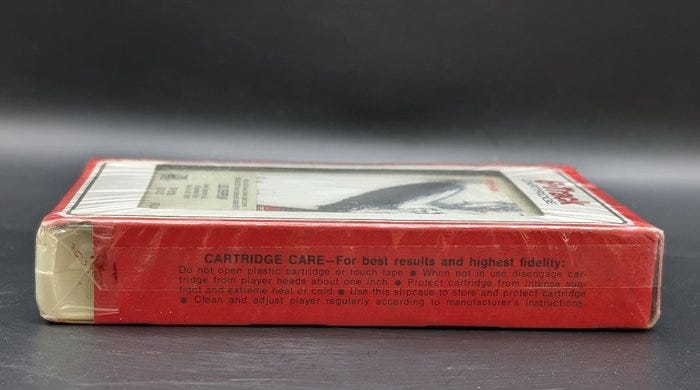 8-Track
CARTRIDGE
CARTRIDGE CARE—For best results and highest fidelity:
Do not open plastic cartridge or touch tape ● When not in use disengage car-
tridge from player heads about one inch ● Protect cartridge from intense sun-
light and extreme heat or cold ● Use this slipcase to store and protect cartridge
● Clean and adjust player regularly according to manufacturer's instructions.